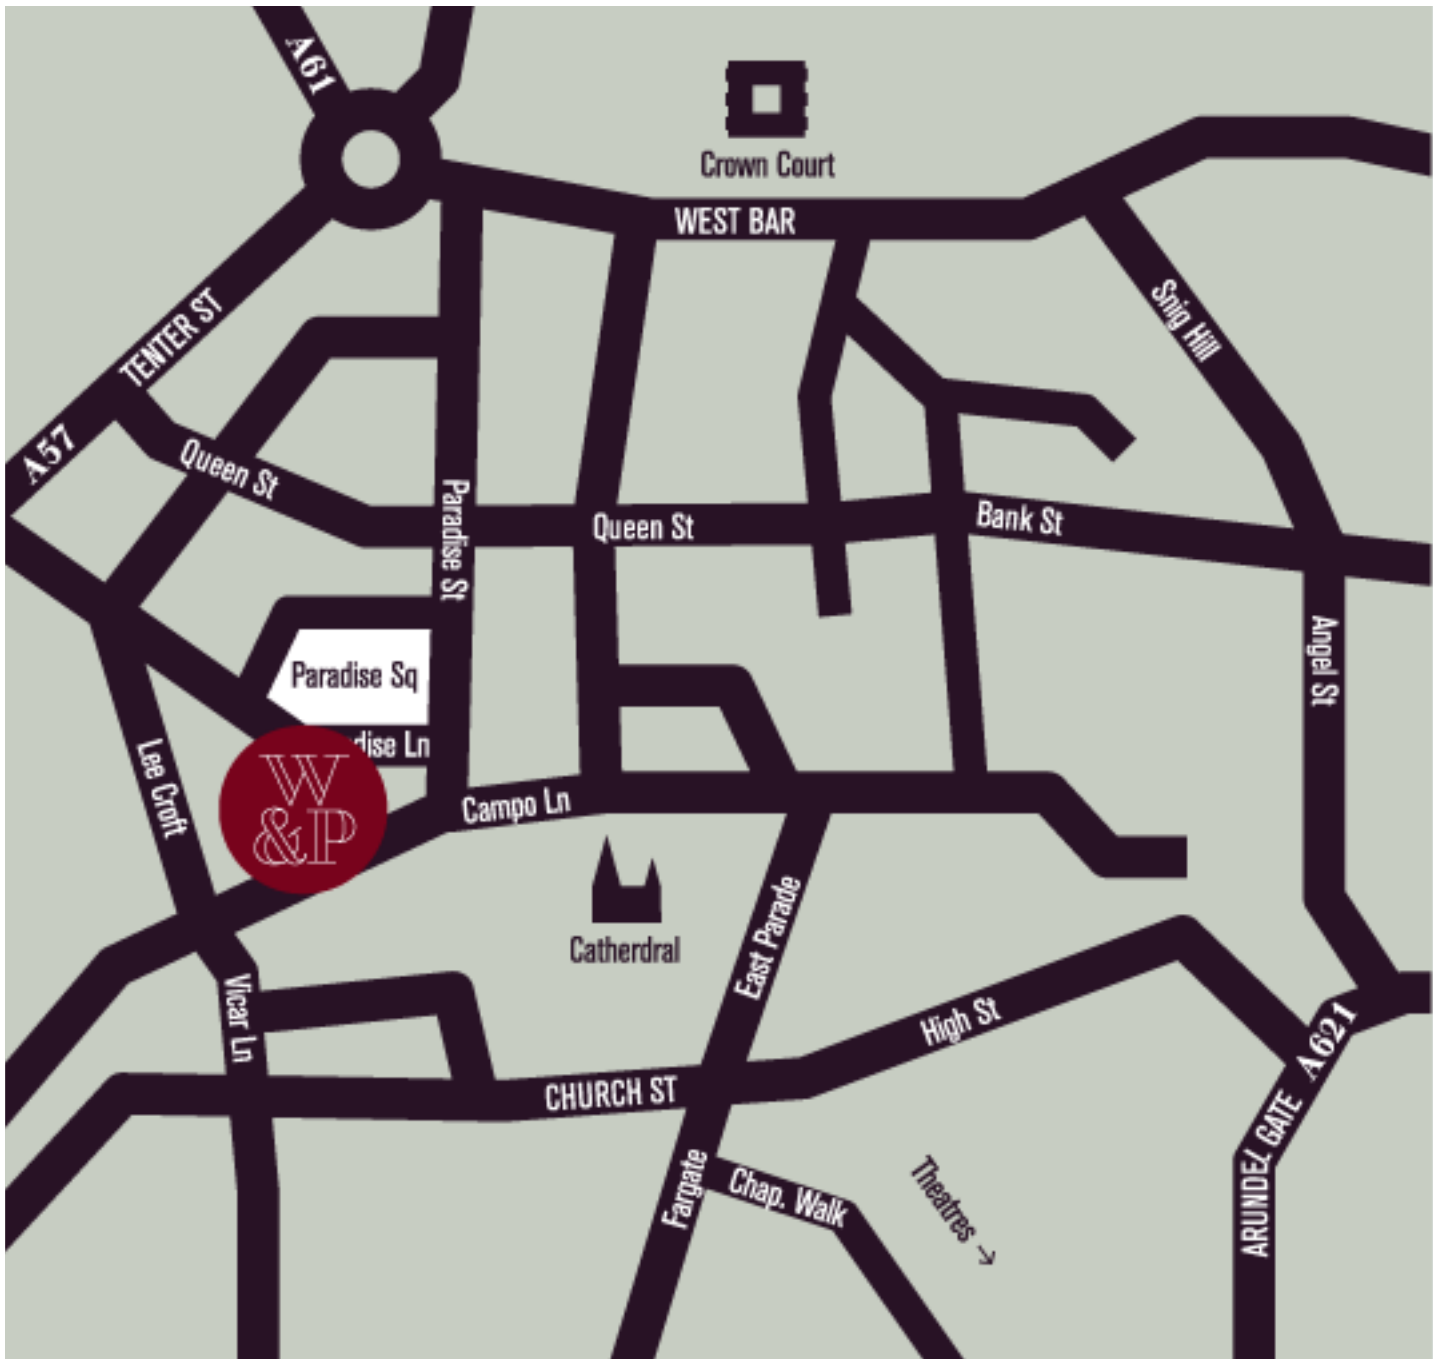 A61
Crown Court
WEST BAR
TENTER ST
Snig Hill
A57
Queen St
Paradise St
Queen St
Bank St
Angel St
Paradise Sq
dise Ln
Lee Croft
W
&P
Campo Ln
East Parade
Catherdral
Vicar Ln
High St
A621
CHURCH ST
ARUNDEL GATE
Fargate
Chap. Walk
Theatres →